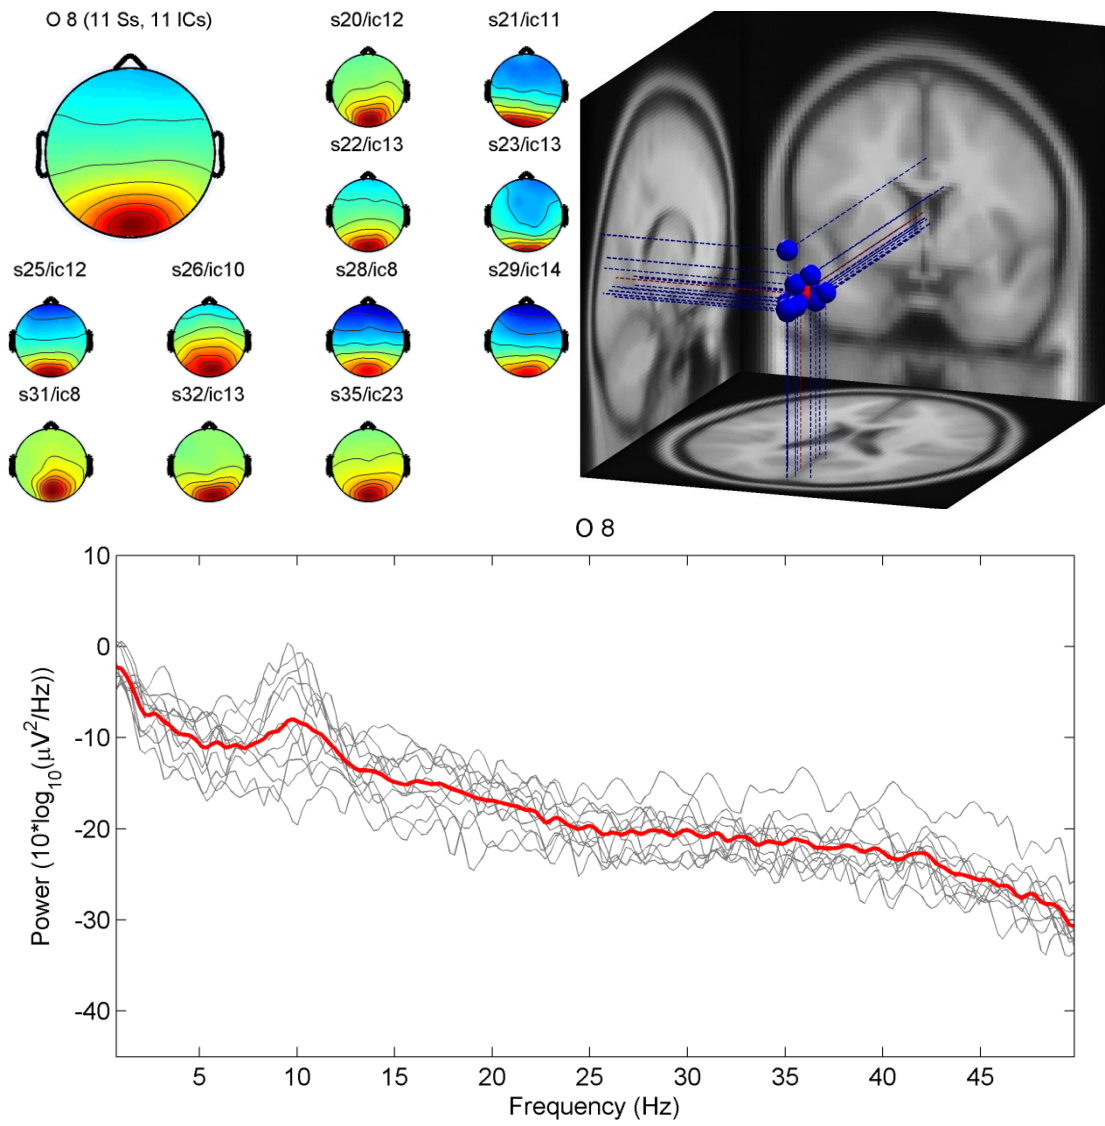 O 8 (11 Ss, 11 ICs)
s20/ic12
s21/ic11
s22/ic13
s23/ic13
s25/ic12
s26/ic10
s28/ic8
s29/ic14
s31/ic8
s32/ic13
s35/ic23
O 8
10
0
-10
-20
-30
-40
Power (10*log10(μV2/Hz))
5
10
15
20
25
30
35
40
45
Frequency (Hz)